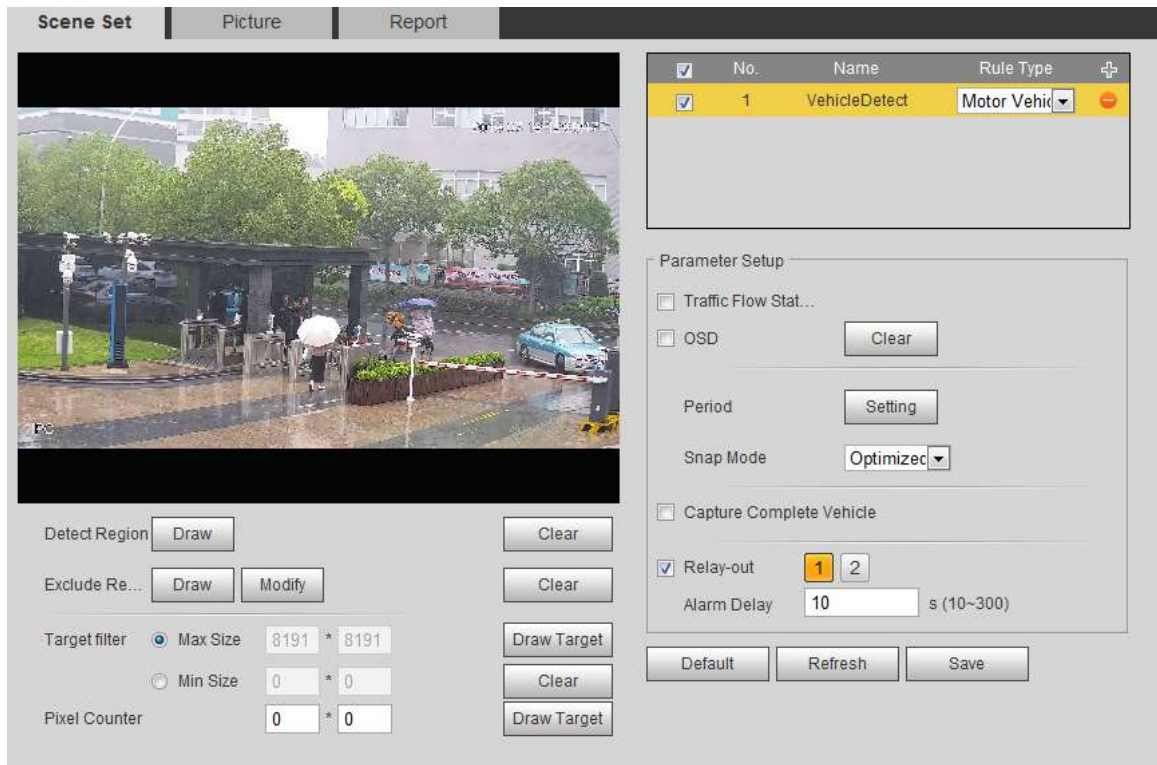 Scene Set Picture Report
No. Name Rule Type
1 VehicleDetect Motor Vehic
Parameter Setup
Traffic Flow Stat...
OSD Clear
Period Setting
Snap Mode Optimized
Capture Complete Vehicle
Relay-out 1 2
Alarm Delay 10 s (10~300)
Default Refresh Save
PC
Detect Region Draw Clear
Exclude Re... Draw Modify Clear
Target filter Max Size 8191 * 8191 Draw Target
Min Size 0 * 0 Clear
Pixel Counter 0 * 0 Draw Target